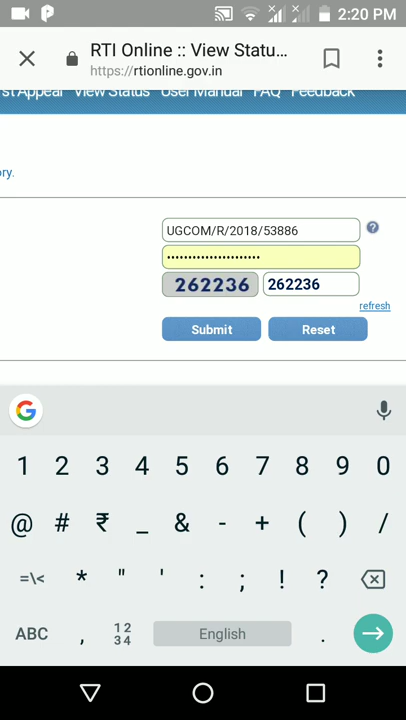 2:20 PM
RTI Online :: View Statu...
https://rtionline.gov.in
st Appeal View Status User Manual FAQ Feedback
ory.
UGCOM/R/2018/53886
••••••••••••••••••••••
262236 262236
refresh
Submit Reset
1 2 3 4 5 6 7 8 9 0
@ # ₹ _ & - + ( ) /
=\< * " ' : ; ! ?
ABC , 12 34 English .